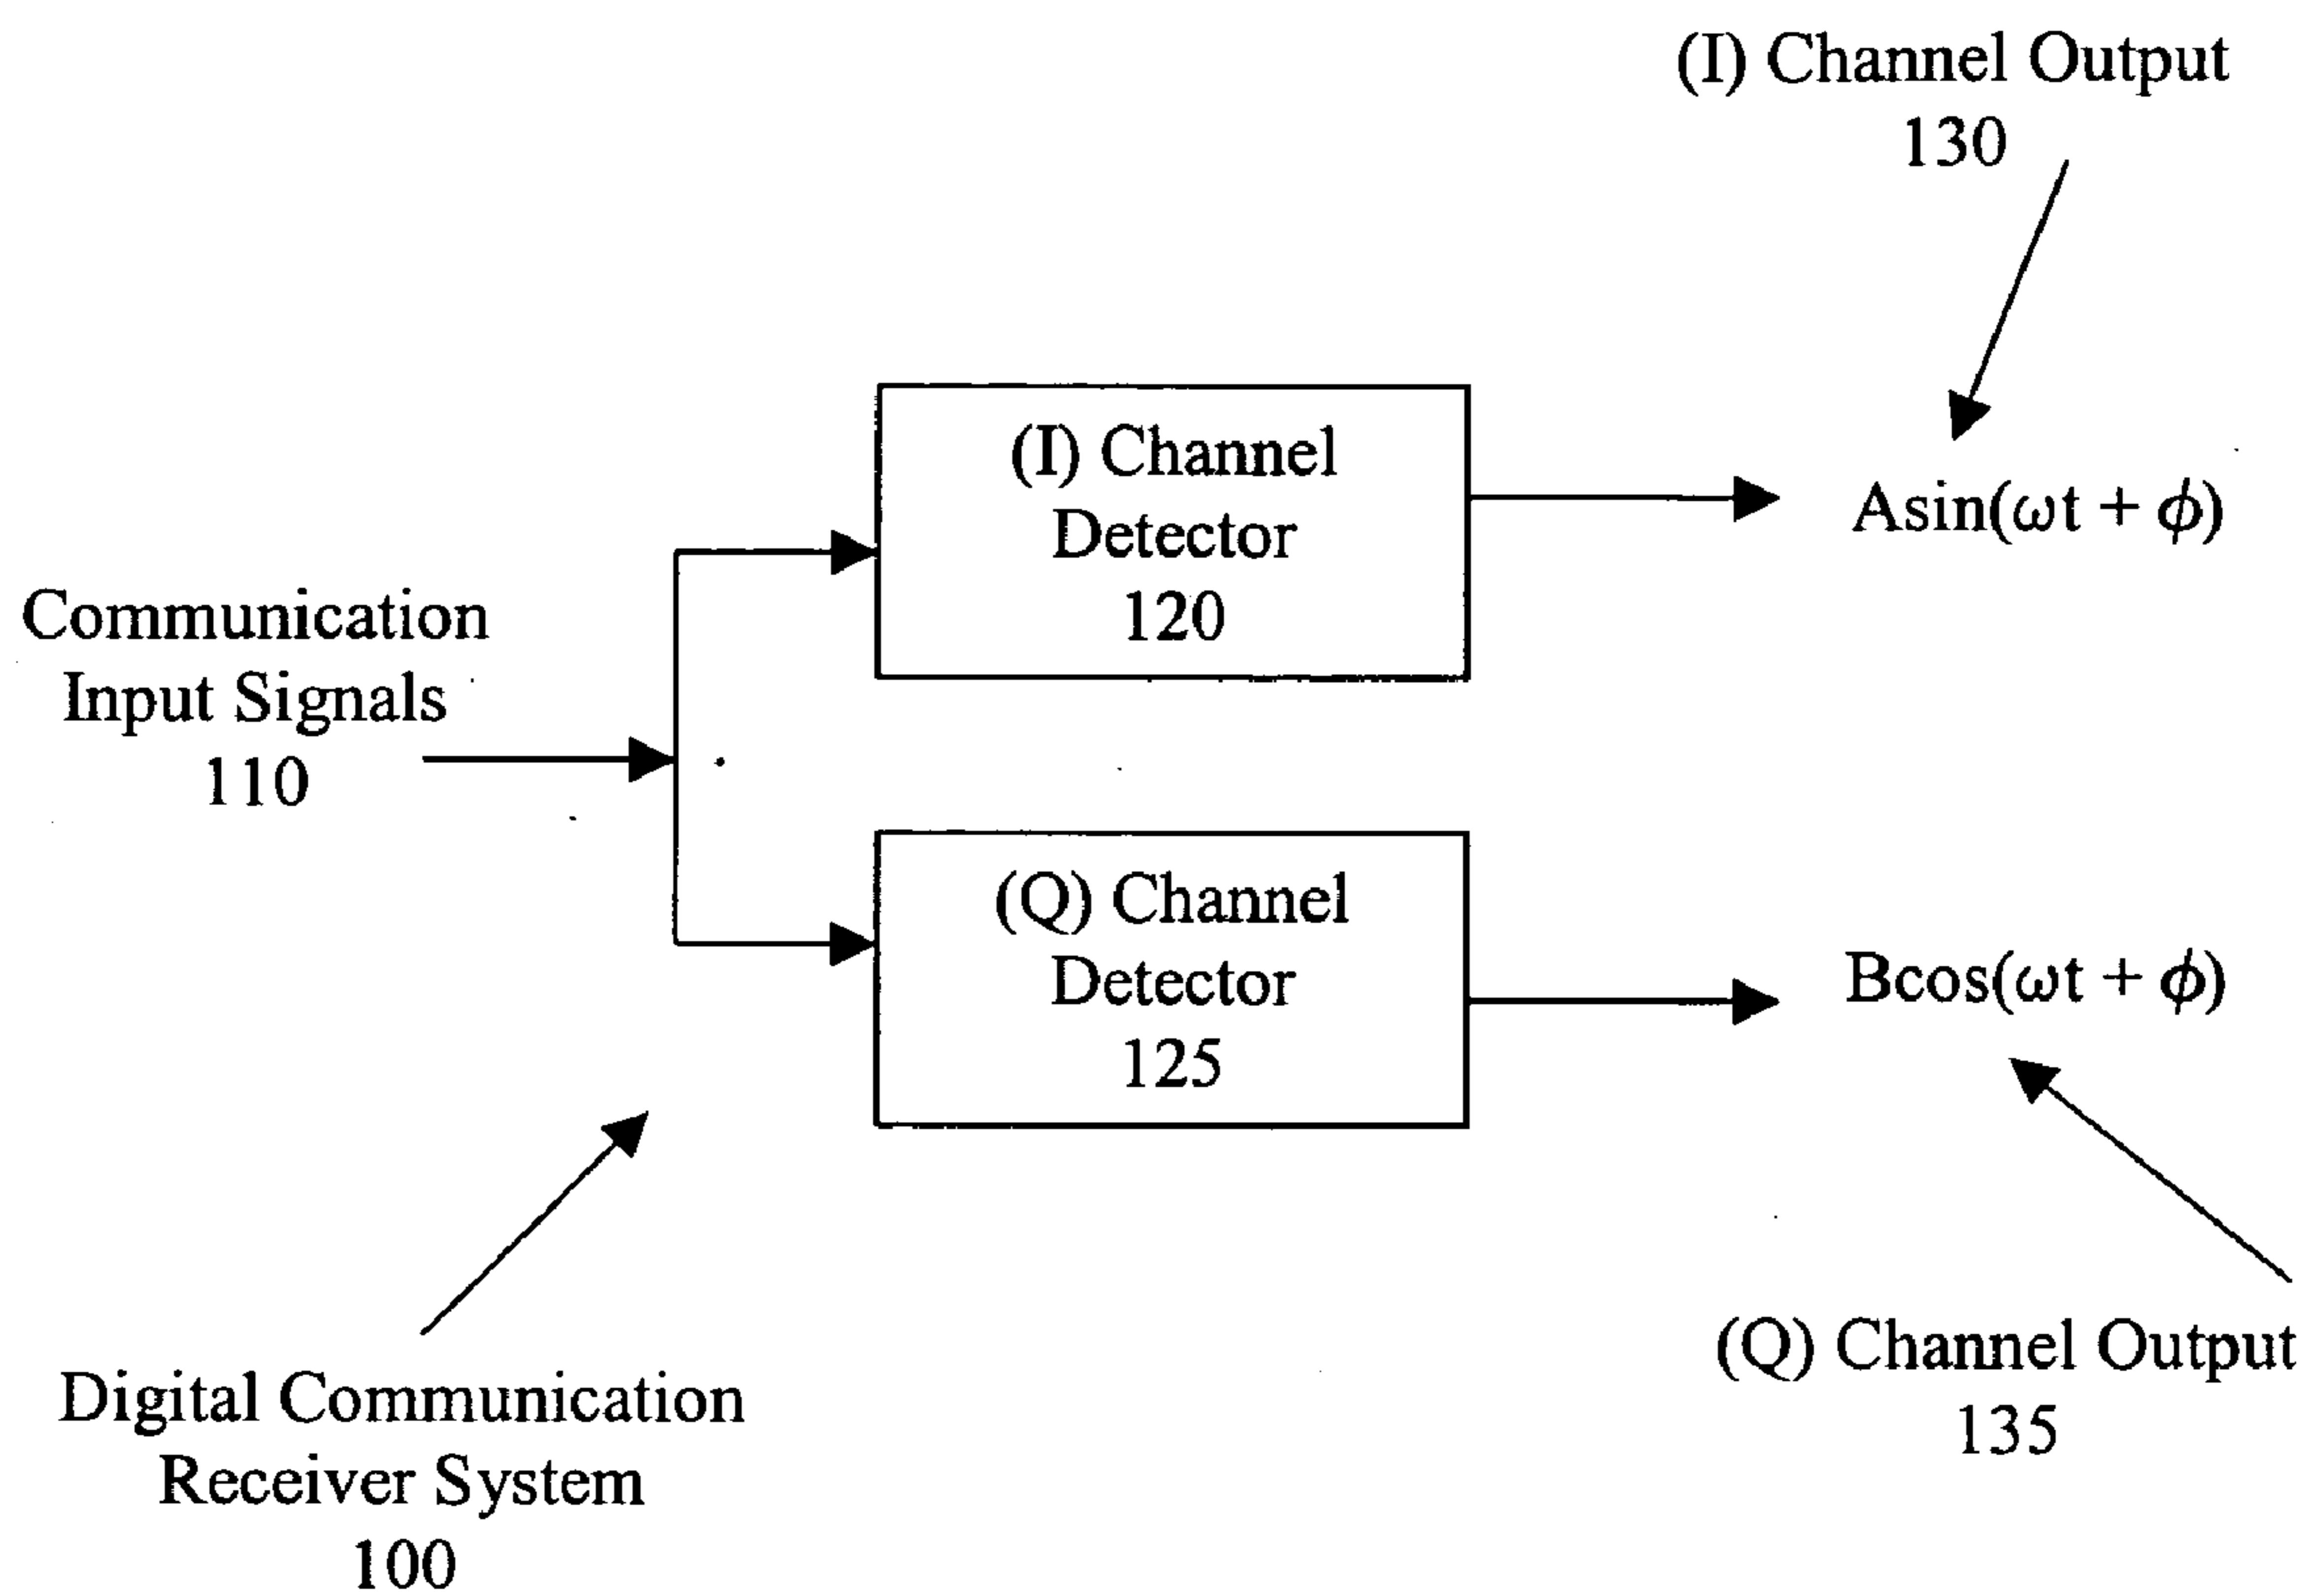 (I) Channel Output
130
(I) Channel
Detector
120
Asin(ωt + ϕ)
Communication
Input Signals
110
(Q) Channel
Detector
125
Bcos(ωt + ϕ)
(Q) Channel Output
135
Digital Communication
Receiver System
100